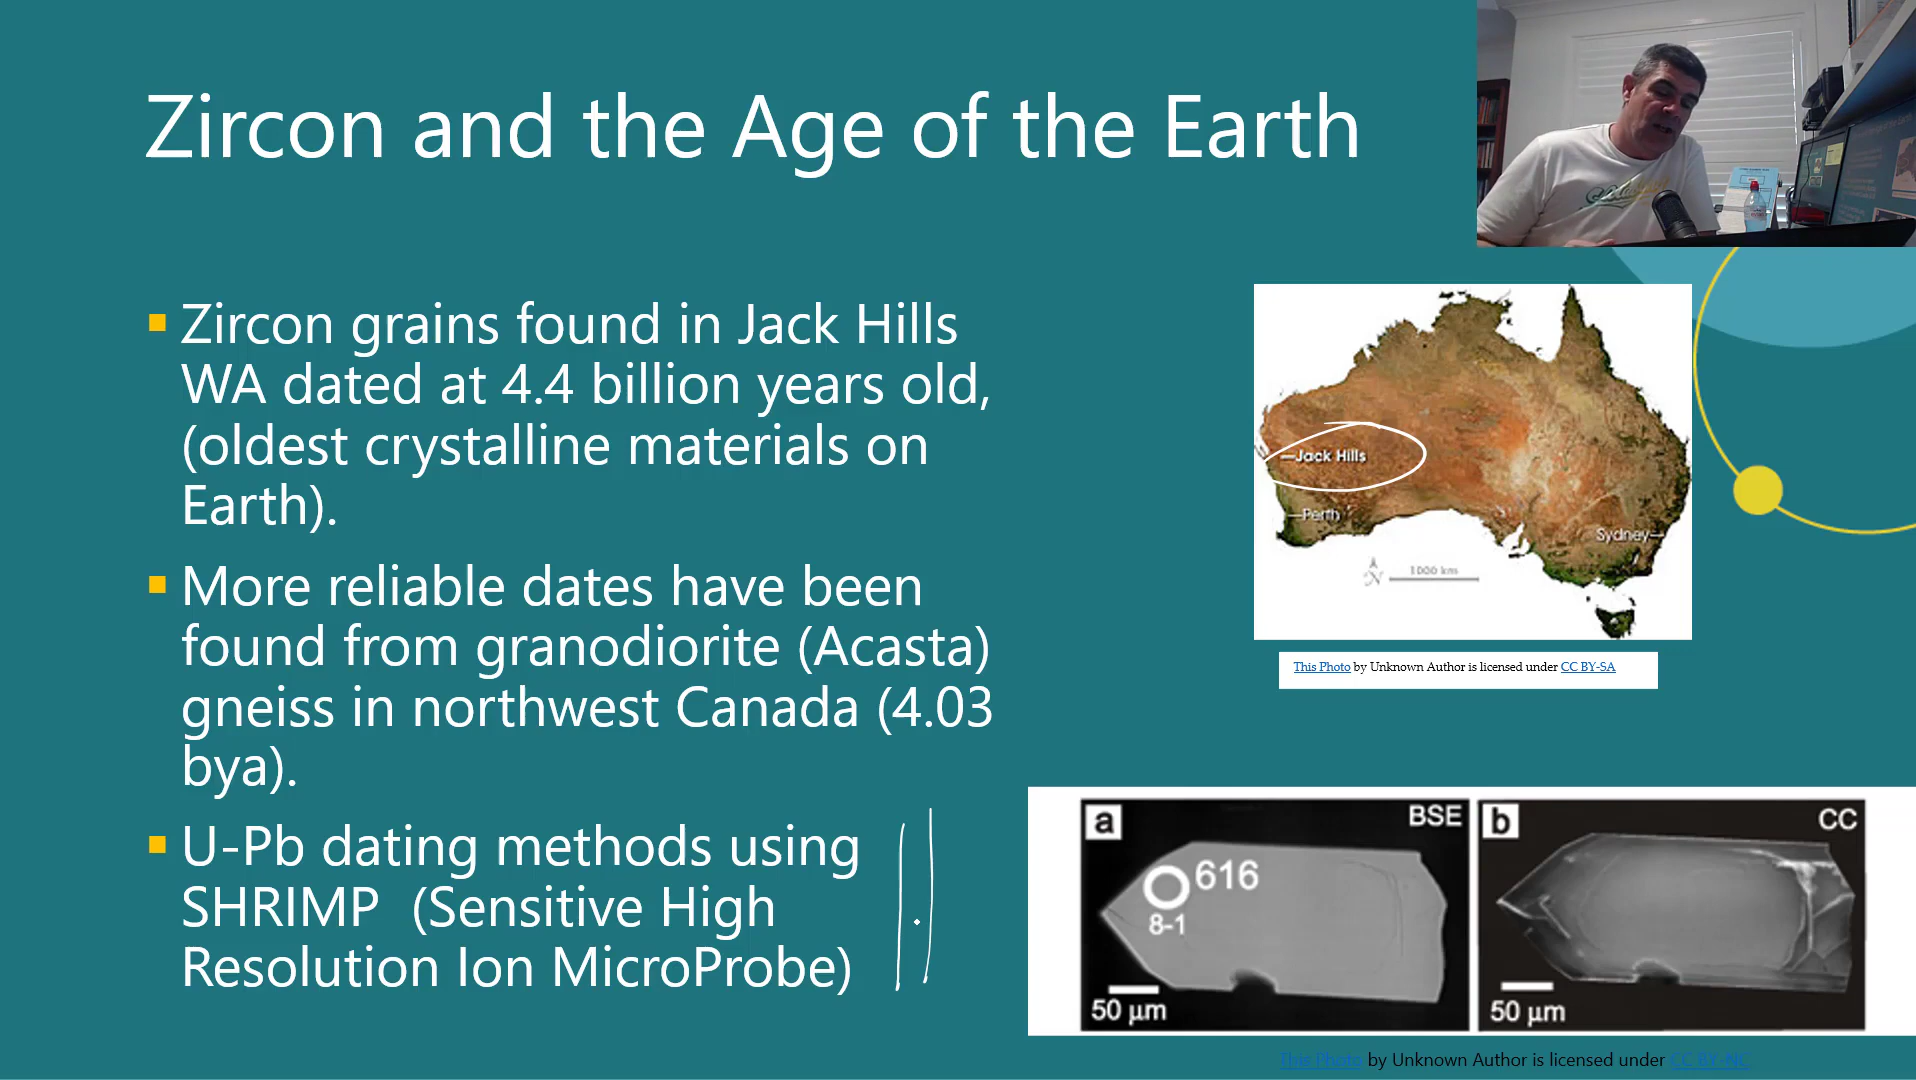 Zircon and the Age of the Earth
Zircon grains found in Jack Hills
WA dated at 4.4 billion years old,
(oldest crystalline materials on
Earth).
More reliable dates have been
found from granodiorite (Acasta)
gneiss in northwest Canada (4.03
bya).
U-Pb dating methods using
SHRIMP (Sensitive High
Resolution Ion MicroProbe)
Jack Hills
Perth
Sydney
N
1000 km
This Photo by Unknown Author is licensed under CC BY-SA
a
BSE
616
8-1
50 µm
b
CC
50 µm
This Photo by Unknown Author is licensed under CC BY-NC